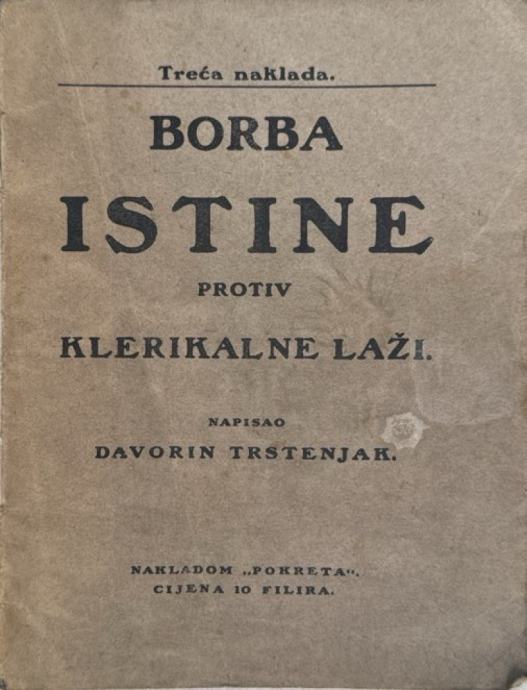 Treća naklada.
BORBA
ISTINE
PROTIV
KLERIKALNE LAŽI.
NAPISAO
DAVORIN TRSTENJAK.
NAKLADOM „POKRETA“.
CIJENA 10 FILIRA.